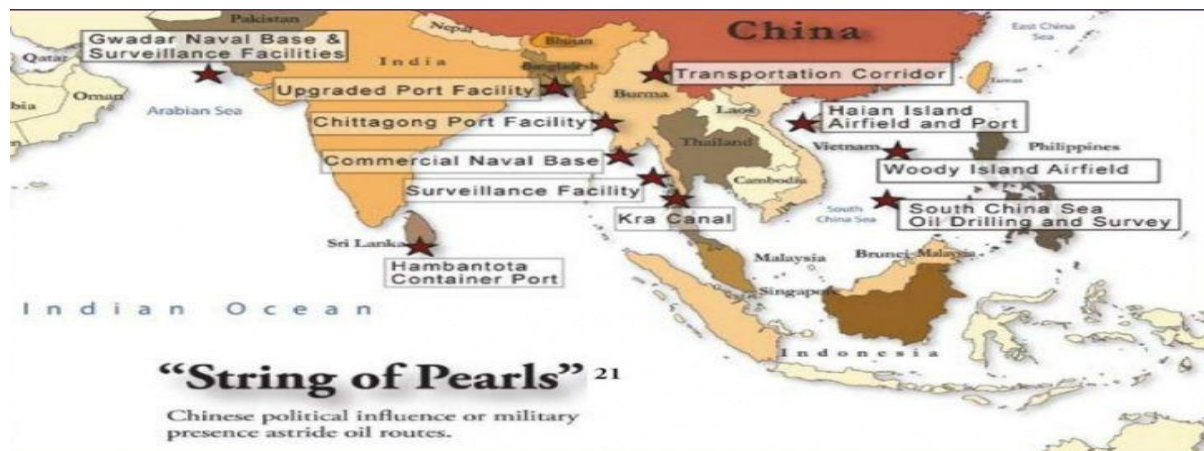 Pakistan
Gwadar Naval Base &
Surveillance Facilities
Qatar
Oman
Arabian Sea
Nepal
Bhutan
Bangladesh
India
China
East China
Sea
Taiwan
Upgraded Port Facility
Transportation Corridor
Burma
Chittagong Port Facility
Laos
Haian Island
Airfield and Port
Thailand
Vietnam
Philippines
Commercial Naval Base
Woody Island Airfield
Surveillance Facility
Cambodia
Kra Canal
South
China Sea
South China Sea
Oil Drilling and Survey
Sri Lanka
Hambantota
Container Port
Malaysia
Brunei
Malaysia
Singapore
Indian Ocean
Indonesia
“String of Pearls” 21
Chinese political influence or military
presence astride oil routes.